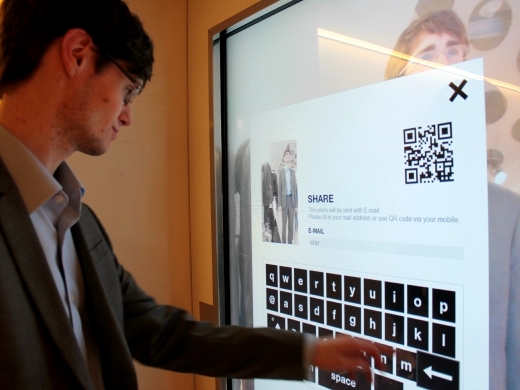 SHARE
This photo will be sent with E-mail.
Please fill in your mail address or use QR code via your mobile.
E-MAIL
ster
q w e r t y u i o p
@ a s d f g h j k l
n m
space